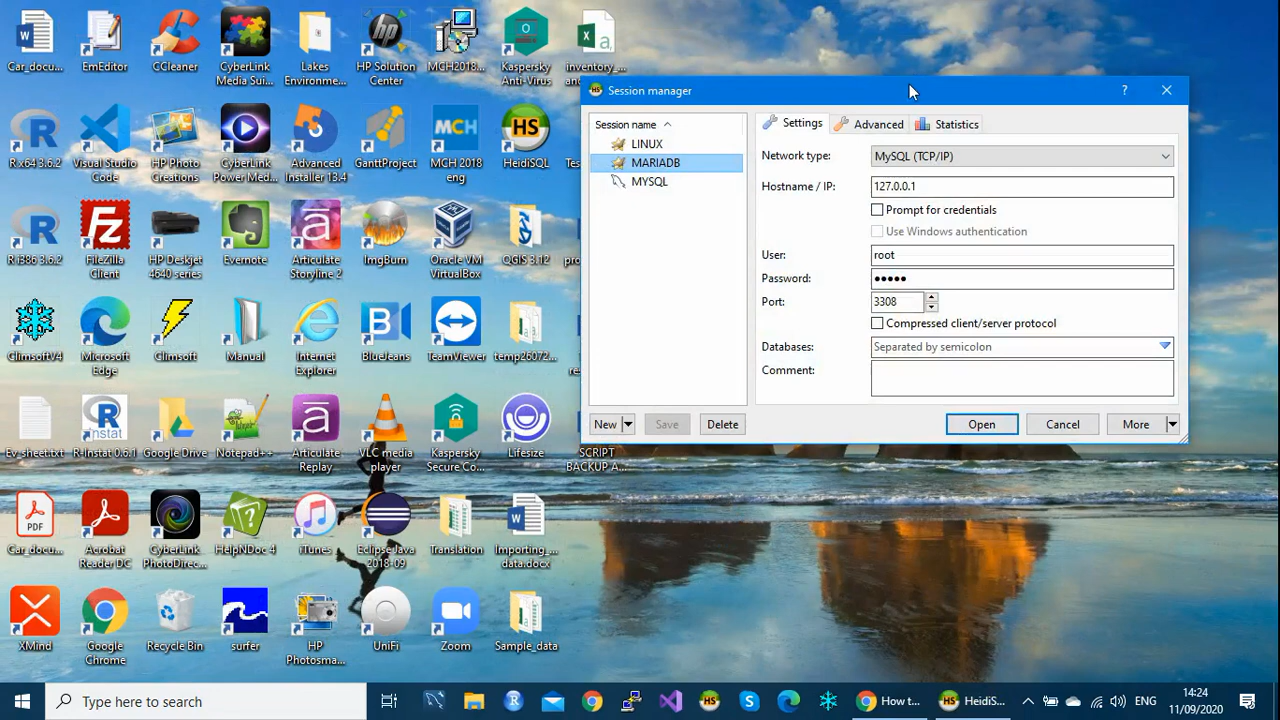 Car_docu...
EmEditor
CCleaner
CyberLink
Media Sui...
Lakes
Environme...
HP Solution
Center
MCH2018...
Kaspersky
Anti-Virus
inventory_...
Session manager
Session name
LINUX
MARIADB
MYSQL
New
Save
Delete
Settings
Advanced
Statistics
Network type:
MySQL (TCP/IP)
Hostname / IP:
127.0.0.1
Prompt for credentials
Use Windows authentication
User:
root
Password:
•••••
Port:
3308
Compressed client/server protocol
Databases:
Separated by semicolon
Comment:
Open
Cancel
More
R x64 3.6.2
Visual Studio
Code
HP Photo
Creations
CyberLink
Power Med...
Advanced
Installer 13.4
GanttProject
MCH
MCH 2018
eng
HS
HeidiSQL
R i386 3.6.2
FileZilla
Client
HP Deskjet
4640 series
Evernote
Articulate
Storyline 2
ImgBurn
Oracle VM
VirtualBox
QGIS 3.12
ClimsoftV4
Microsoft
Edge
Climsoft
Manual
Internet
Explorer
BlueJeans
TeamViewer
temp26072...
Ev_sheet.txt
R-Instat 0.6.1
Google Drive
Notepad++
Articulate
Replay
VLC media
player
Kaspersky
Secure Co...
Lifesize
SCRIPT
BACKUP A...
PDF
Car_docu...
Acrobat
Reader DC
CyberLink
PhotoDirec...
HelpNDoc 4
iTunes
Eclipse Java
2018-09
Translation
Importing_...
data.docx
XMind
Google
Chrome
Recycle Bin
surfer
HP
Photosma...
UniFi
Zoom
Sample_data
Type here to search
How t...
HeidiS...
ENG
14:24
11/09/2020